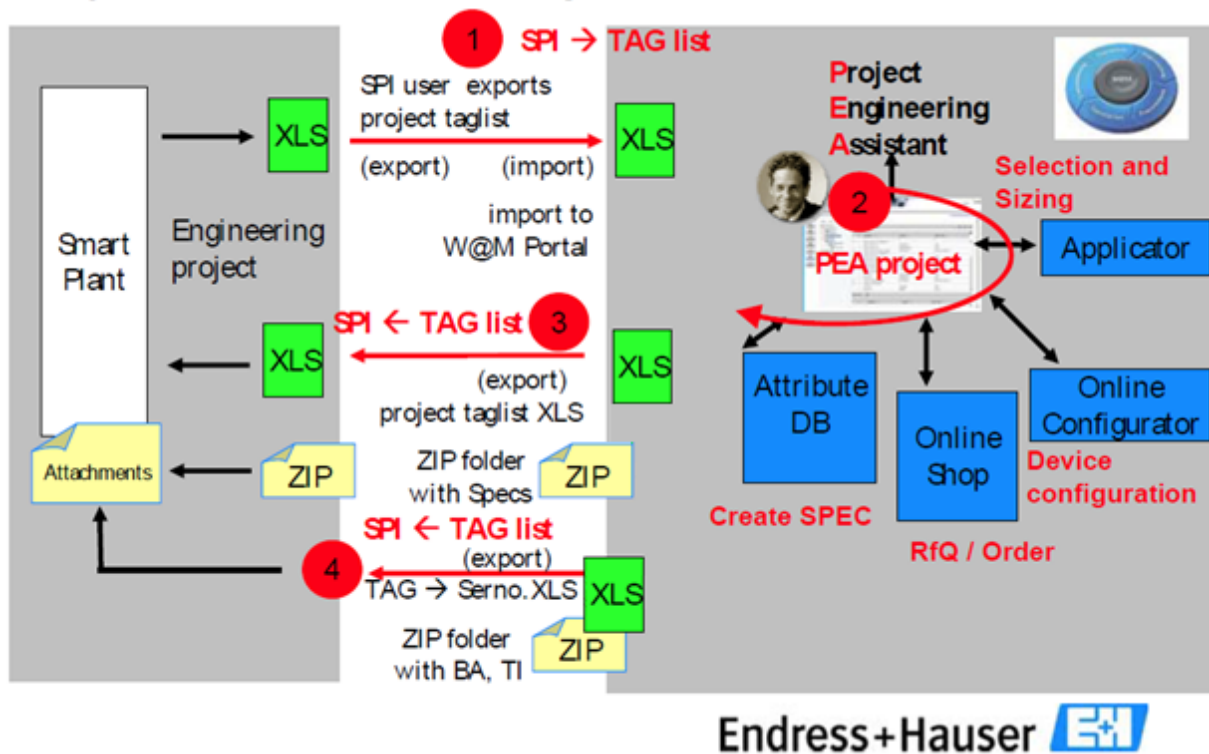 1 SPI → TAG list
SPI user exports
project taglist
(export) (import)
import to
W@M Portal
XLS
XLS
Smart
Plant
Engineering
project
Project
Engineering
Assistant
2
PEA project
Selection and
Sizing
Applicator
SPI ← TAG list 3
XLS
XLS
(export)
project taglist XLS
Attribute
DB
Create SPEC
Online
Shop
RfQ / Order
Online
Configurator
Device
configuration
Attachments
ZIP
ZIP folder
with Specs
ZIP
SPI ← TAG list
4
(export)
TAG → Serno.XLS
XLS
ZIP folder
with BA, TI
ZIP
Endress+Hauser EH